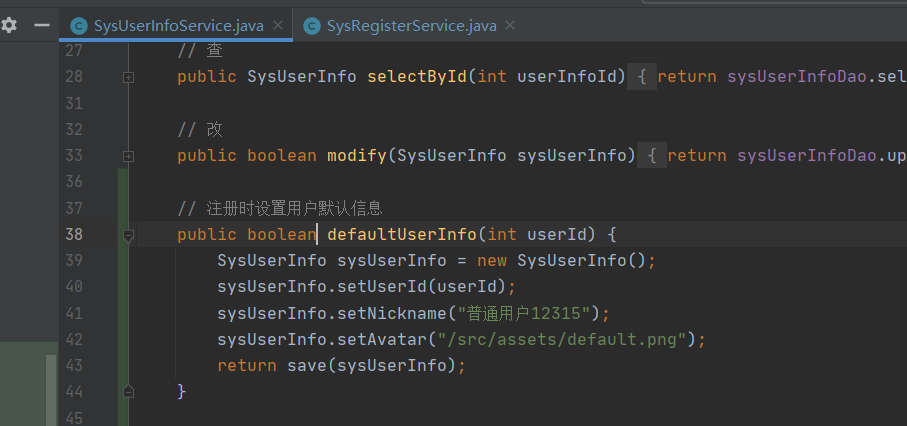 SysUserInfoService.java × SysRegisterService.java ×
27 // 查
28 public SysUserInfo selectById(int userInfoId) { return sysUserInfoDao.sel
31
32 // 改
33 public boolean modify(SysUserInfo sysUserInfo) { return sysUserInfoDao.up
36
37 // 注册时设置用户默认信息
38 public boolean defaultUserInfo(int userId) {
39 SysUserInfo sysUserInfo = new SysUserInfo();
40 sysUserInfo.setUserId(userId);
41 sysUserInfo.setNickname("普通用户12315");
42 sysUserInfo.setAvatar("/src/assets/default.png");
43 return save(sysUserInfo);
44 }
45